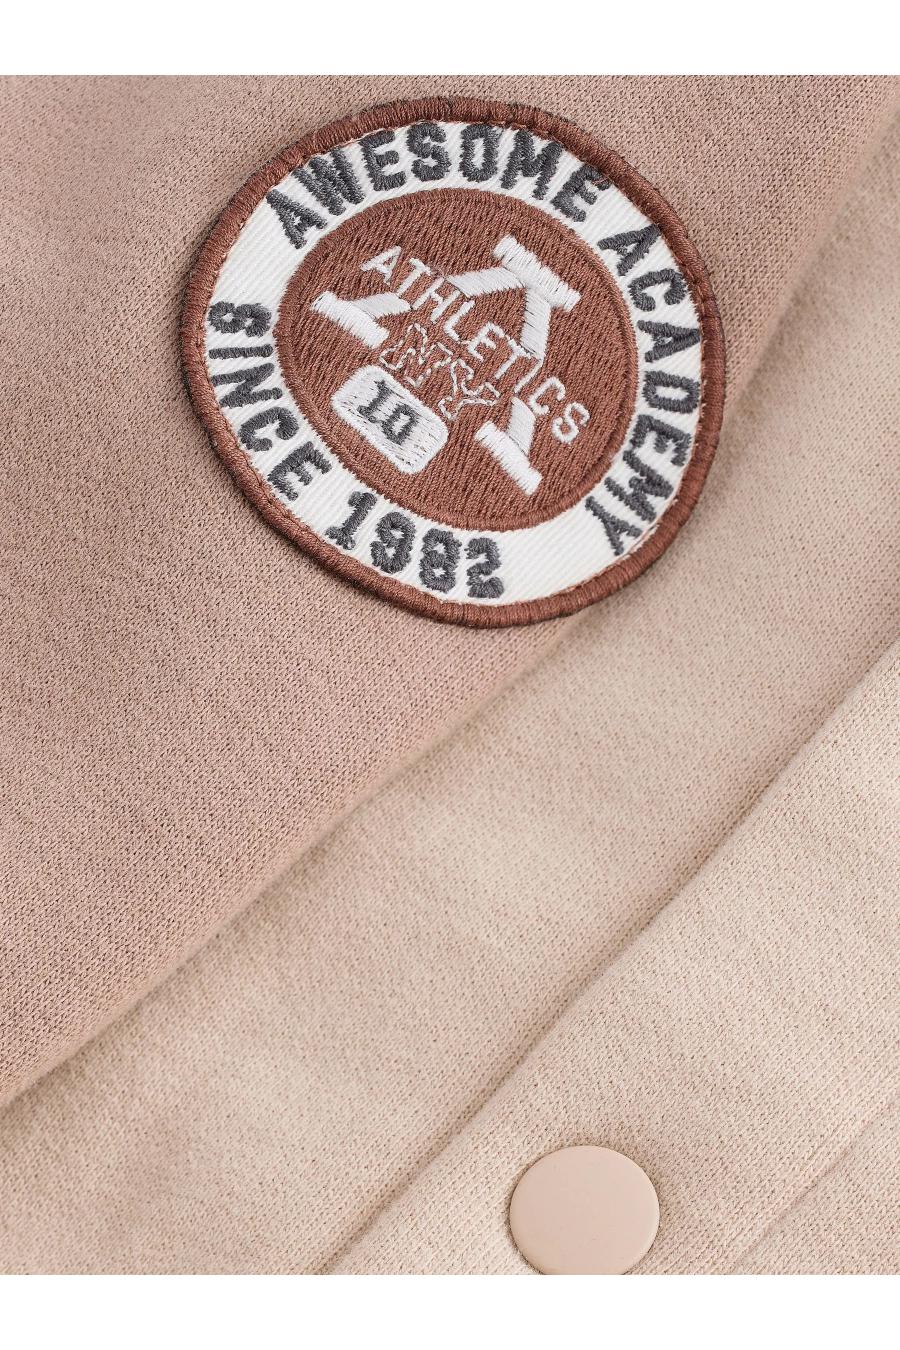 AWESOME ACADEMY
ATHLETICS
NY
10
SINCE 1982